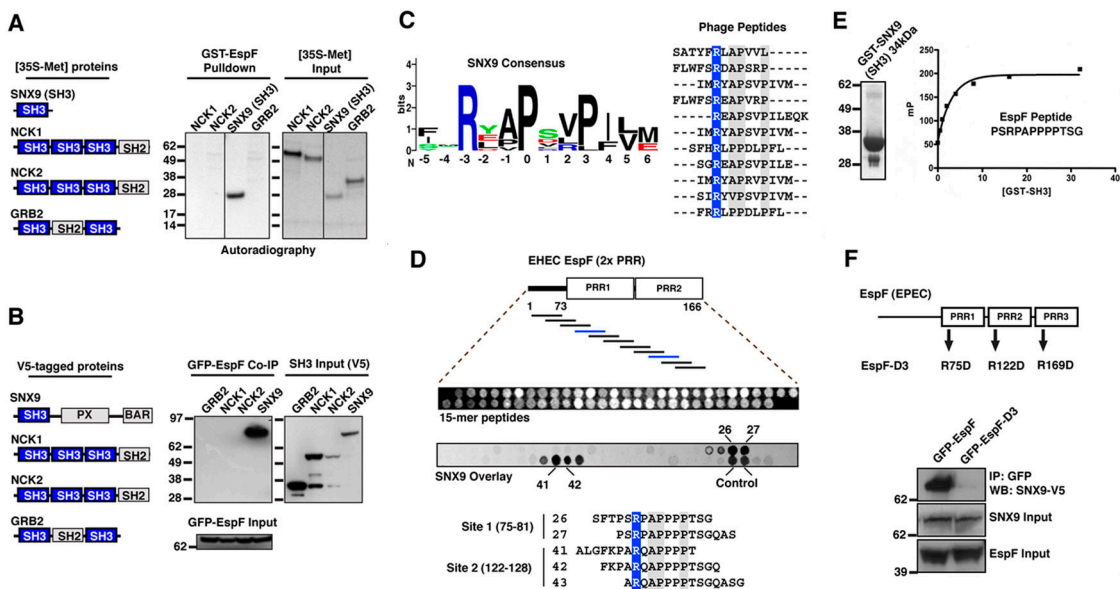 A
[35S-Met] proteins
GST-EspF Pulldown
[35S-Met] Input
SNX9 (SH3)
SH3
NCK1
SH3 SH3 SH3 SH2
NCK2
SH3 SH3 SH3 SH2
GRB2
SH3 SH2 SH3
NCK1 NCK2 SNX9 (SH3) GRB2
NCK1 NCK2 SNX9 (SH3) GRB2
62
49
38
28
17
14
Autoradiography
B
V5-tagged proteins
GFP-EspF Co-IP
SH3 Input (V5)
SNX9
SH3 PX BAR
NCK1
SH3 SH3 SH3 SH2
NCK2
SH3 SH3 SH3 SH2
GRB2
SH3 SH2 SH3
GRB2 NCK1 NCK2 SNX9
GRB2 NCK1 NCK2 SNX9
97
62
49
38
28
GFP-EspF Input
62
C
SNX9 Consensus
bits
4
3
2
1
0
N
-5 -4 -3 -2 -1 0 1 2 3 4 5 6
Phage Peptides
SATYFRLAPVVL-----
FLWFSRDAPSRP-----
---IMRYAPSVPIVM--
FLWFSREAPVRP-----
-----REAPSVPILEQK
---IMRYAPSVPIVM--
--SFHRLPPDLPFL---
---SGREAPSVPILE--
---IMRYAPRVPIVM--
---SIRYVPSVPIVM--
---FRLPPDLPFL----
D
EHEC EspF (2x PRR)
PRR1 PRR2
1 73 166
15-mer peptides
26 27
SNX9 Overlay
41 42 Control
Site 1 (75-81)
26 SFTPSRPAPPPPTSG
27 PSRPAPPPPTSGQAS
Site 2 (122-128)
41 ALGFKPARQAPPPPT
42 FKPARQAPPPPTSGQ
43 ARQAPPPPTSGQASG
E
GST-SNX9 (SH3) 34kDa
62
49
38
28
mP
200
150
100
50
0
0 10 20 30 40
[GST-SH3]
EspF Peptide
PSRPAPPPPTSG
F
EspF (EPEC)
PRR1 PRR2 PRR3
EspF-D3 R75D R122D R169D
GFP-EspF
GFP-EspF-D3
IP: GFP
WB: SNX9-V5
62
SNX9 Input
62
EspF Input
39